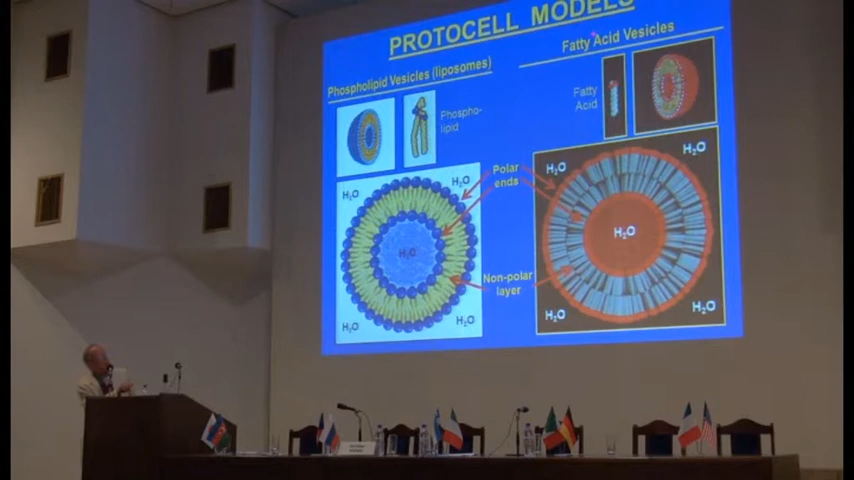 PROTOCELL MODELS
Phospholipid Vesicles (liposomes)
Fatty Acid Vesicles
Phospho-
lipid
Fatty
Acid
H₂O
H₂O
H₂O
H₂O
H₂O
Polar
ends
Non-polar
layer
H₂O
H₂O
H₂O
H₂O
H₂O